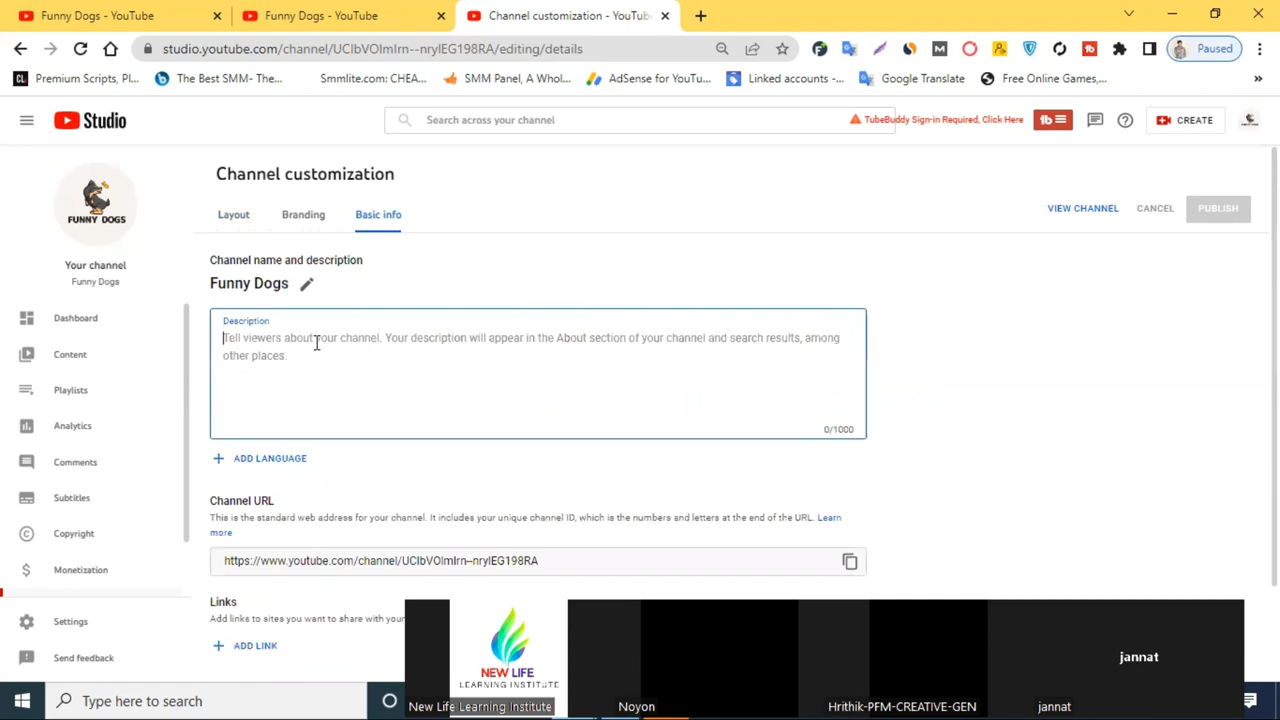 Funny Dogs - YouTube
Funny Dogs - YouTube
Channel customization - YouTube
studio.youtube.com/channel/UCIbVOImIrn--nryIEG198RA/editing/details
Paused
Premium Scripts, Pl...
The Best SMM- The...
Smmlite.com: CHEA...
SMM Panel, A Whol...
AdSense for YouTu...
Linked accounts -...
Google Translate
Free Online Games,...
»
Studio
Search across your channel
TubeBuddy Sign-in Required, Click Here
tb
CREATE
FUNNY DOGS
Your channel
Funny Dogs
Dashboard
Content
Playlists
Analytics
Comments
Subtitles
Copyright
Monetization
Settings
Send feedback
Channel customization
Layout
Branding
Basic info
VIEW CHANNEL
CANCEL
PUBLISH
Channel name and description
Funny Dogs
Description
Tell viewers about your channel. Your description will appear in the About section of your channel and search results, among
other places.
0/1000
ADD LANGUAGE
Channel URL
This is the standard web address for your channel. It includes your unique channel ID, which is the numbers and letters at the end of the URL. Learn
more
https://www.youtube.com/channel/UCIbVOImIrn--nryIEG198RA
Links
Add links to sites you want to share with your
ADD LINK
NEW LIFE
LEARNING INSTITUTE
New Life Learning Institute
Noyon
Hrithik-PFM-CREATIVE-GEN
jannat
jannat
Type here to search